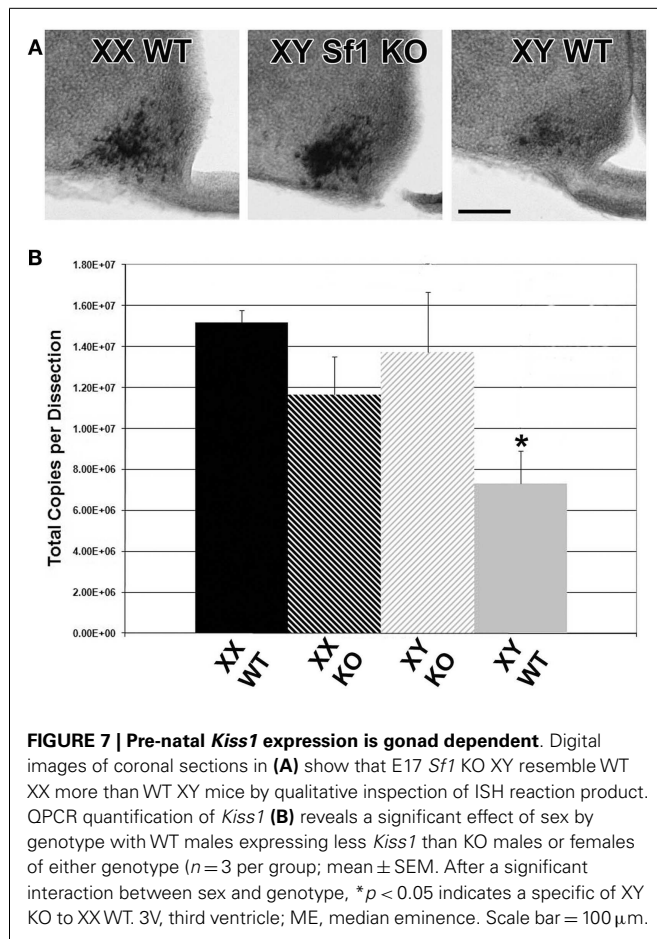 A
XX WT
XY Sf1 KO
XY WT
B
Total Copies per Dissection
1.80E+07
1.60E+07
1.40E+07
1.20E+07
1.00E+07
8.00E+06
6.00E+06
4.00E+06
2.00E+06
0.00E+00
*
XX WT
XX KO
XY KO
XY WT
FIGURE 7 | Pre-natal Kiss1 expression is gonad dependent. Digital
images of coronal sections in (A) show that E17 Sf1 KO XY resemble WT
XX more than WT XY mice by qualitative inspection of ISH reaction product.
QPCR quantification of Kiss1 (B) reveals a significant effect of sex by
genotype with WT males expressing less Kiss1 than KO males or females
of either genotype (n = 3 per group; mean ± SEM. After a significant
interaction between sex and genotype, *p < 0.05 indicates a specific of XY
KO to XX WT. 3V, third ventricle; ME, median eminence. Scale bar = 100 μm.